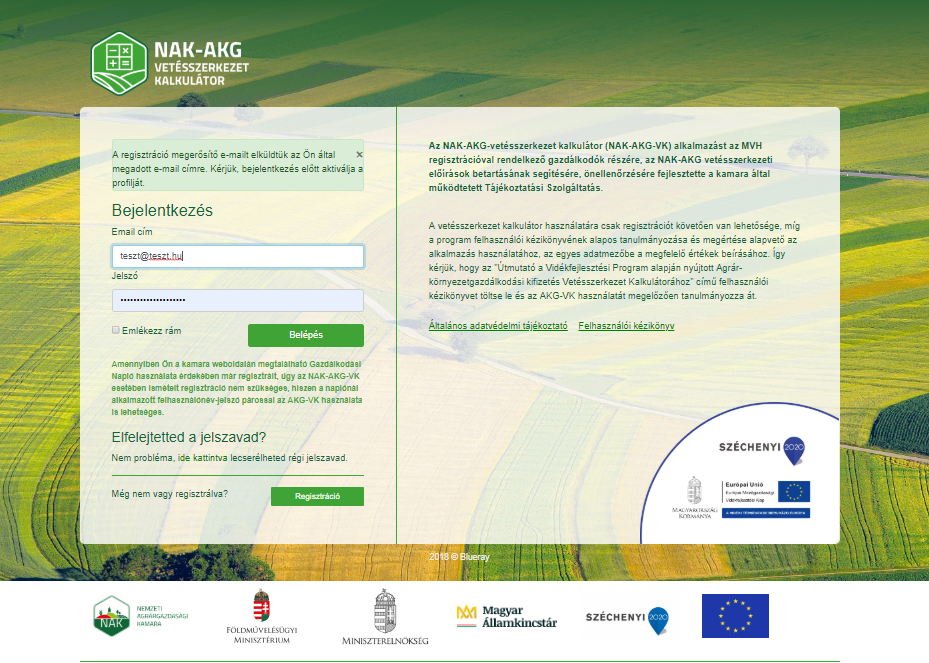 NAK-AKG
VETÉSSZERKEZET
KALKULÁTOR
A regisztráció megerősítő e-mailt elküldtük az Ön által
megadott e-mail címre. Kérjük, bejelentkezés előtt aktiválja a
profilját.
×
Bejelentkezés
Email cím
teszt@teszt.hu
Jelszó
Emlékezz rám
Belépés
Amennyiben Ön a kamara weboldalán megtalálható Gazdálkodási
Napló használata érdekében már regisztrált, úgy az NAK-AKG-VK
esetében ismételt regisztráció nem szükséges, hiszen a naplónál
alkalmazott felhasználónév-jelszó párossal az AKG-VK használata
is lehetséges.
Elfelejtetted a jelszavad?
Nem probléma, ide kattintva lecserélheted régi jelszavad.
Még nem vagy regisztrálva?
Regisztráció
Az NAK-AKG-vetésszerkezet kalkulátor (NAK-AKG-VK) alkalmazást az MVH
regisztrációval rendelkező gazdálkodók részére, az NAK-AKG vetésszerkezeti
előírások betartásának segítésére, önellenőrzésére fejlesztette a kamara által
működtetett Tájékoztatási Szolgáltatás.
A vetésszerkezet kalkulátor használatára csak regisztrációt követően van lehetősége, míg
a program felhasználói kézikönyvének alapos tanulmányozása és megértése alapvető az
alkalmazás használatához, az egyes adatmezőbe a megfelelő értékek beírásához. Így
kérjük, hogy az "Útmutató a Vidékfejlesztési Program alapján nyújtott Agrár-
környezetgazdálkodási kifizetés Vetésszerkezet Kalkulátorához" című felhasználói
kézikönyvet töltse le és az AKG-VK használatát megelőzően tanulmányozza át.
Általános adatvédelmi tájékoztató Felhasználói kézikönyv
SZÉCHENYI 2020
MAGYARORSZÁG
KORMÁNYA
Európai Unió
Európai Mezőgazdasági
Vidékfejlesztési Alap
2018 © Blueray
NAK
NEMZETI
AGRÁRGAZDASÁGI
KAMARA
FÖLDMŰVELÉSÜGYI
MINISZTÉRIUM
MINISZTERELNÖKSÉG
Magyar
Államkincstár
SZÉCHENYI 2020